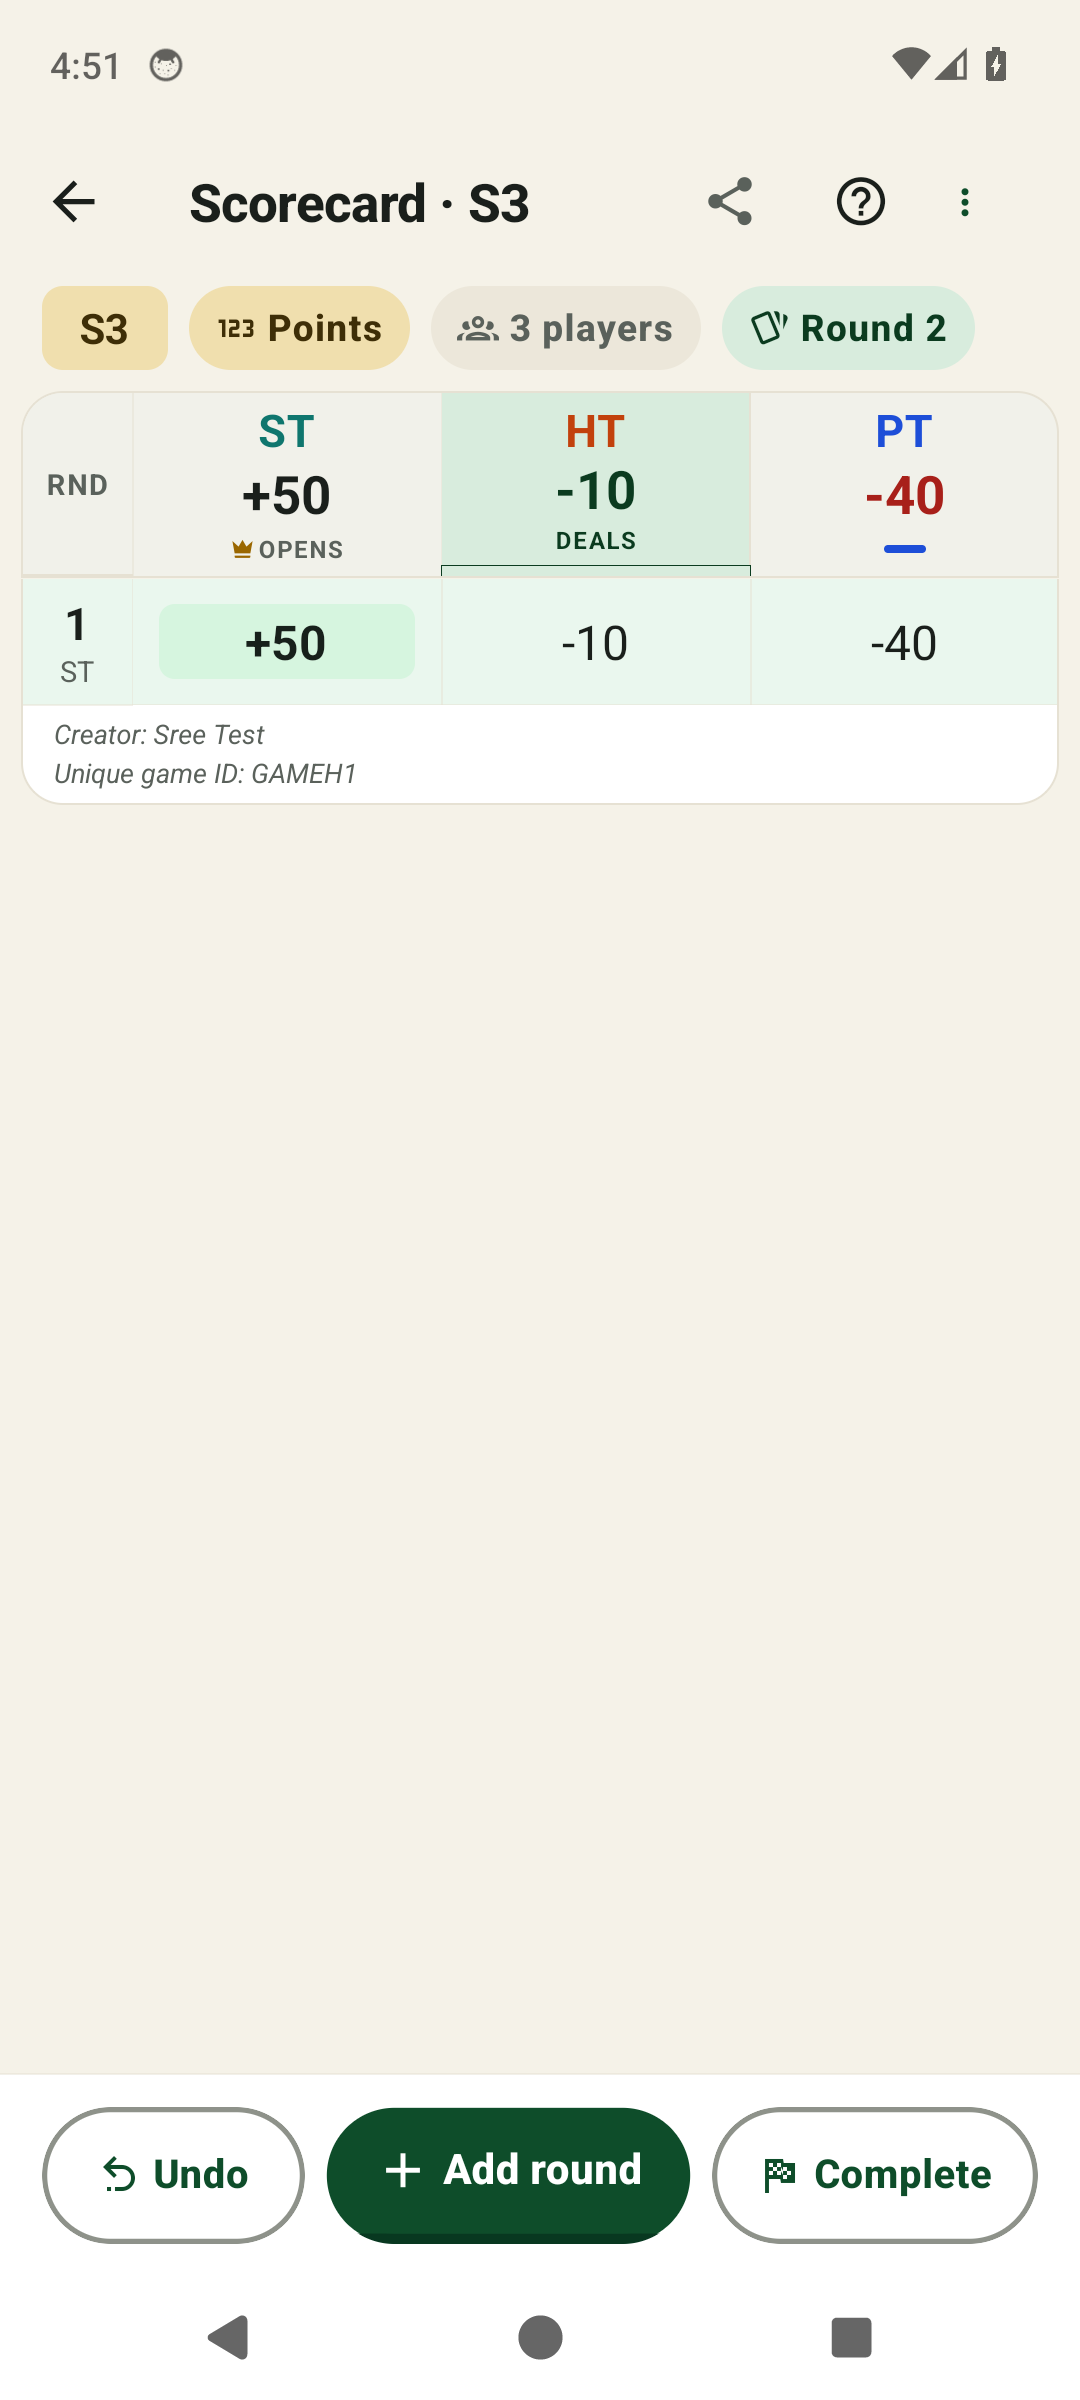 4:51
Scorecard · S3
S3
123 Points
3 players
Round 2
RND
ST
HT
PT
+50
-10
-40
OPENS
DEALS
1
ST
+50
-10
-40
Creator: Sree Test
Unique game ID: GAMEH1
Undo
+ Add round
Complete